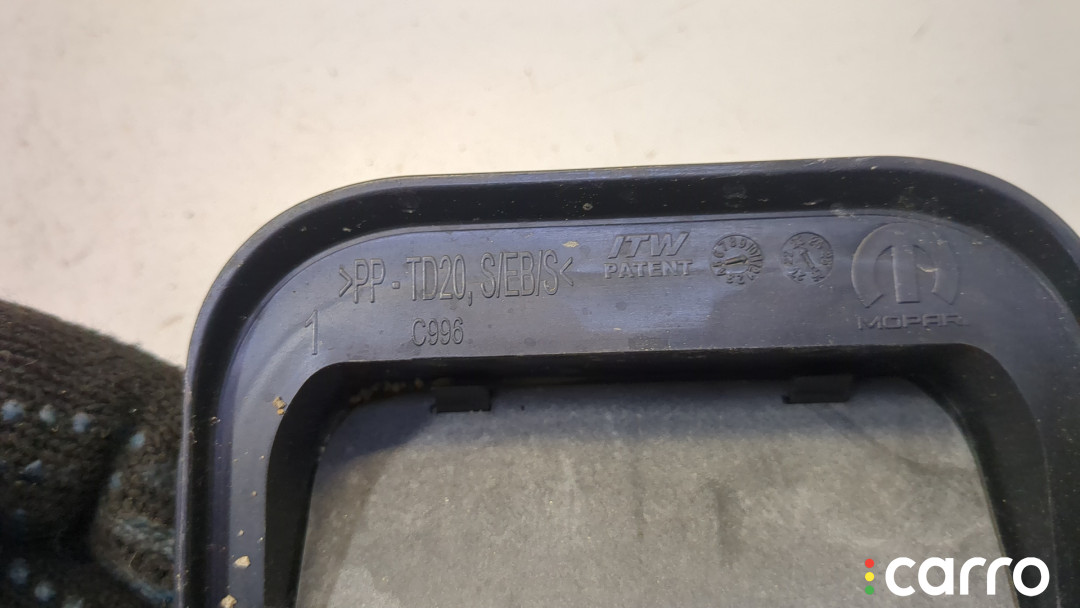 >PP - TD20, S/EB/S<
ITW
PATENT
MOPAR
1
C996
carro